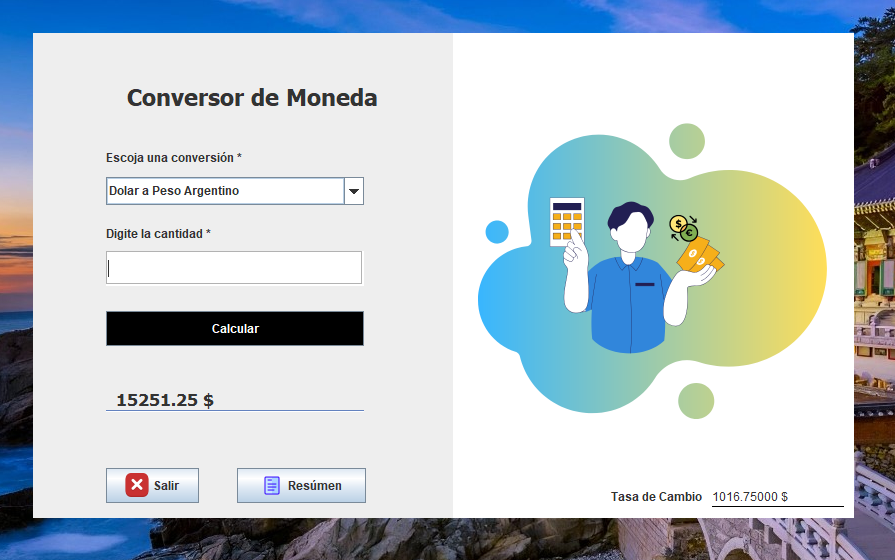 Conversor de Moneda
Escoja una conversión *
Dolar a Peso Argentino
Digite la cantidad *
Calcular
15251.25 $
Salir
Resúmen
$
€
Tasa de Cambio
1016.75000 $